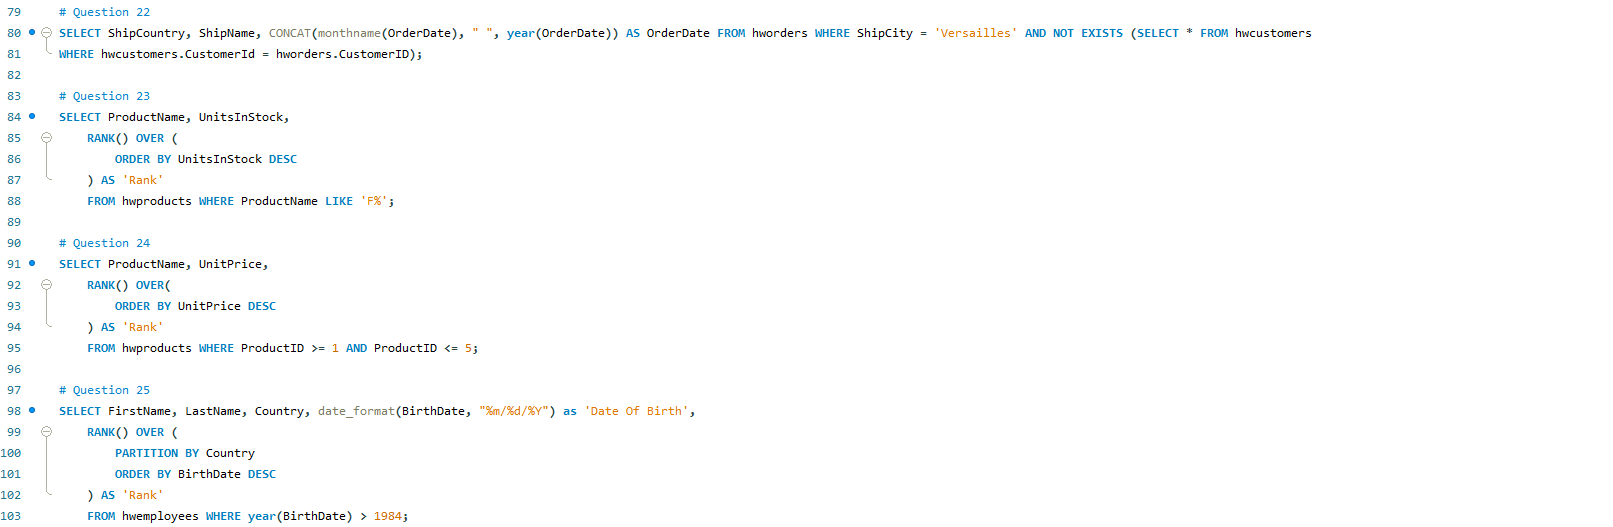 79 # Question 22
80 SELECT ShipCountry, ShipName, CONCAT(monthname(OrderDate), " ", year(OrderDate)) AS OrderDate FROM hworders WHERE ShipCity = 'Versailles' AND NOT EXISTS (SELECT * FROM hwcustomers
81 WHERE hwcustomers.CustomerId = hworders.CustomerID);
82
83 # Question 23
84 SELECT ProductName, UnitsInStock,
85 RANK() OVER (
86 ORDER BY UnitsInStock DESC
87 ) AS 'Rank'
88 FROM hwproducts WHERE ProductName LIKE 'F%';
89
90 # Question 24
91 SELECT ProductName, UnitPrice,
92 RANK() OVER(
93 ORDER BY UnitPrice DESC
94 ) AS 'Rank'
95 FROM hwproducts WHERE ProductID >= 1 AND ProductID <= 5;
96
97 # Question 25
98 SELECT FirstName, LastName, Country, date_format(BirthDate, "%m/%d/%Y") as 'Date Of Birth',
99 RANK() OVER (
100 PARTITION BY Country
101 ORDER BY BirthDate DESC
102 ) AS 'Rank'
103 FROM hwemployees WHERE year(BirthDate) > 1984;